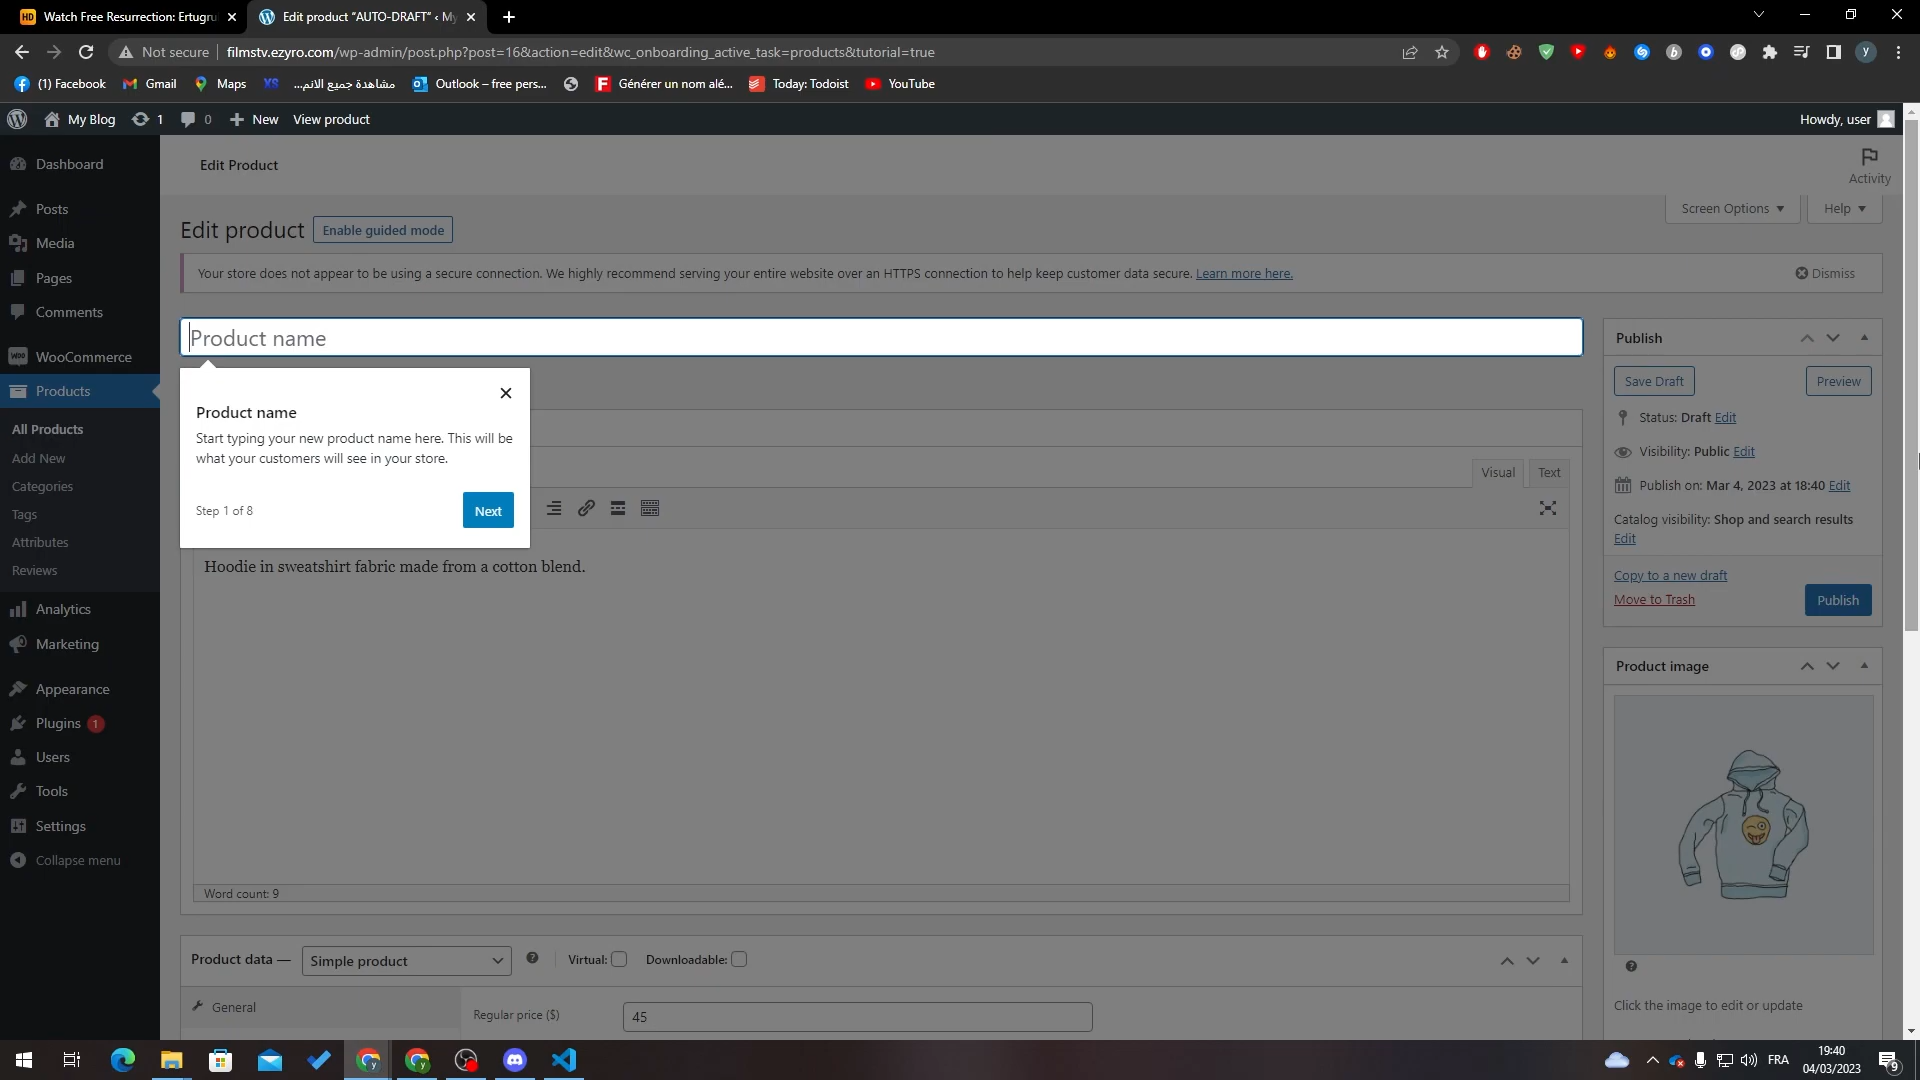 Watch Free Resurrection: Ertugru
Edit product “AUTO-DRAFT” ‹ My
Not secure
filmstv.ezyro.com/wp-admin/post.php?post=16&action=edit&wc_onboarding_active_task=products&tutorial=true
(1) Facebook
Gmail
Maps
مشاهدة جميع الانم...
Outlook – free pers...
Générer un nom alé...
Today: Todoist
YouTube
My Blog
1
0
New
View product
Howdy, user
Dashboard
Posts
Media
Pages
Comments
WooCommerce
Products
All Products
Add New
Categories
Tags
Attributes
Reviews
Analytics
Marketing
Appearance
Plugins 1
Users
Tools
Settings
Collapse menu
Edit Product
Activity
Screen Options
Help
Edit product
Enable guided mode
Your store does not appear to be using a secure connection. We highly recommend serving your entire website over an HTTPS connection to help keep customer data secure. Learn more here.
Dismiss
Product name
Product name
Start typing your new product name here. This will be
what your customers will see in your store.
Step 1 of 8
Next
Visual
Text
Hoodie in sweatshirt fabric made from a cotton blend.
Word count: 9
Product data —
Simple product
Virtual:
Downloadable:
General
Regular price ($)
45
Publish
Save Draft
Preview
Status: Draft Edit
Visibility: Public Edit
Publish on: Mar 4, 2023 at 18:40 Edit
Catalog visibility: Shop and search results
Edit
Copy to a new draft
Move to Trash
Publish
Product image
Click the image to edit or update
FRA
19:40
04/03/2023
9